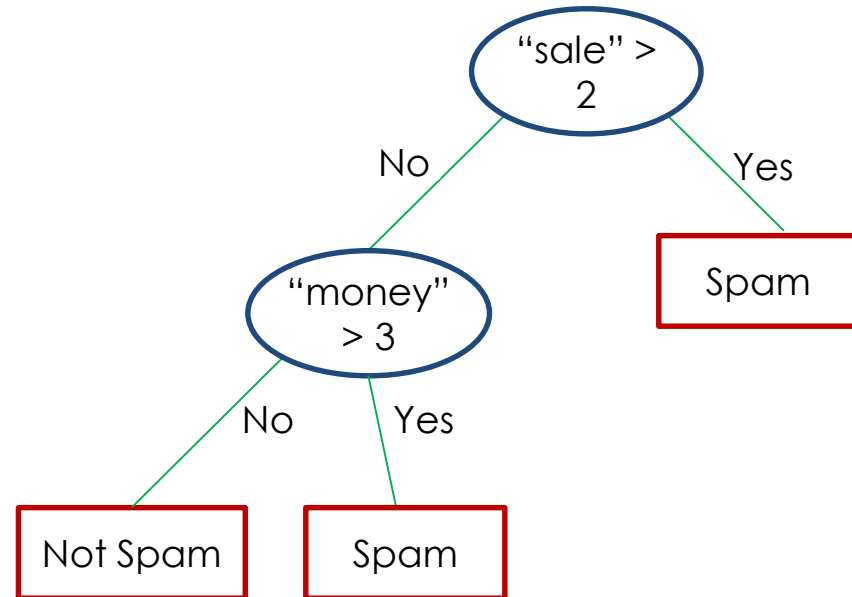 “sale” >
2
No
Yes
“money”
> 3
Spam
No
Yes
Not Spam
Spam